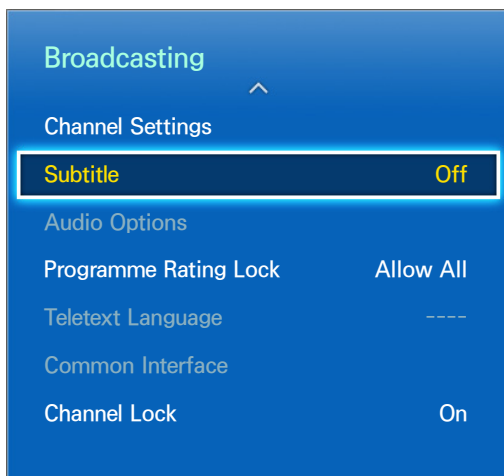 Broadcasting
Channel Settings
Subtitle Off
Audio Options
Programme Rating Lock Allow All
Teletext Language ----
Common Interface
Channel Lock On